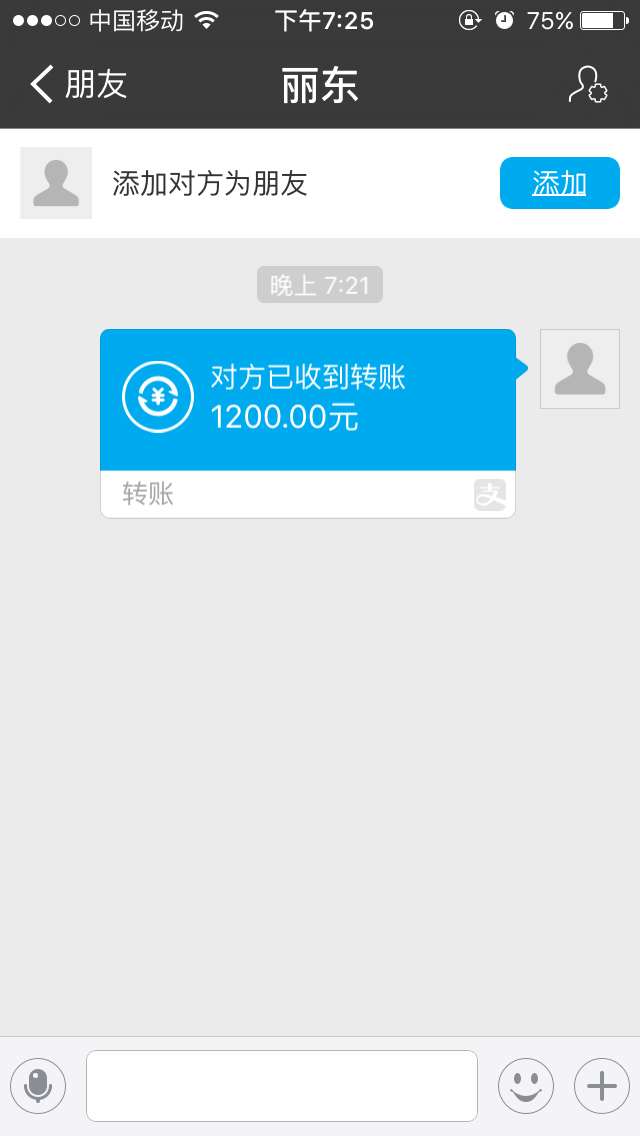 中国移动 下午7:25 75%
朋友 丽东
添加对方为朋友 添加
晚上 7:21
对方已收到转账
1200.00元
转账 支